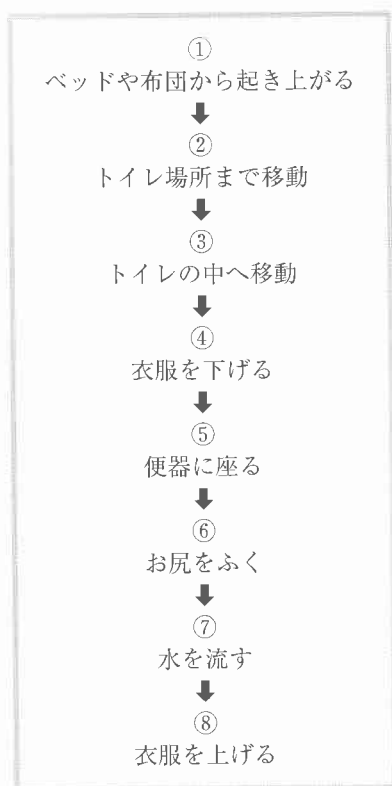 ①
ベッドや布団から起き上がる
⬇
②
トイレ場所まで移動
⬇
③
トイレの中へ移動
⬇
④
衣服を下げる
⬇
⑤
便器に座る
⬇
⑥
お尻をふく
⬇
⑦
水を流す
⬇
⑧
衣服を上げる